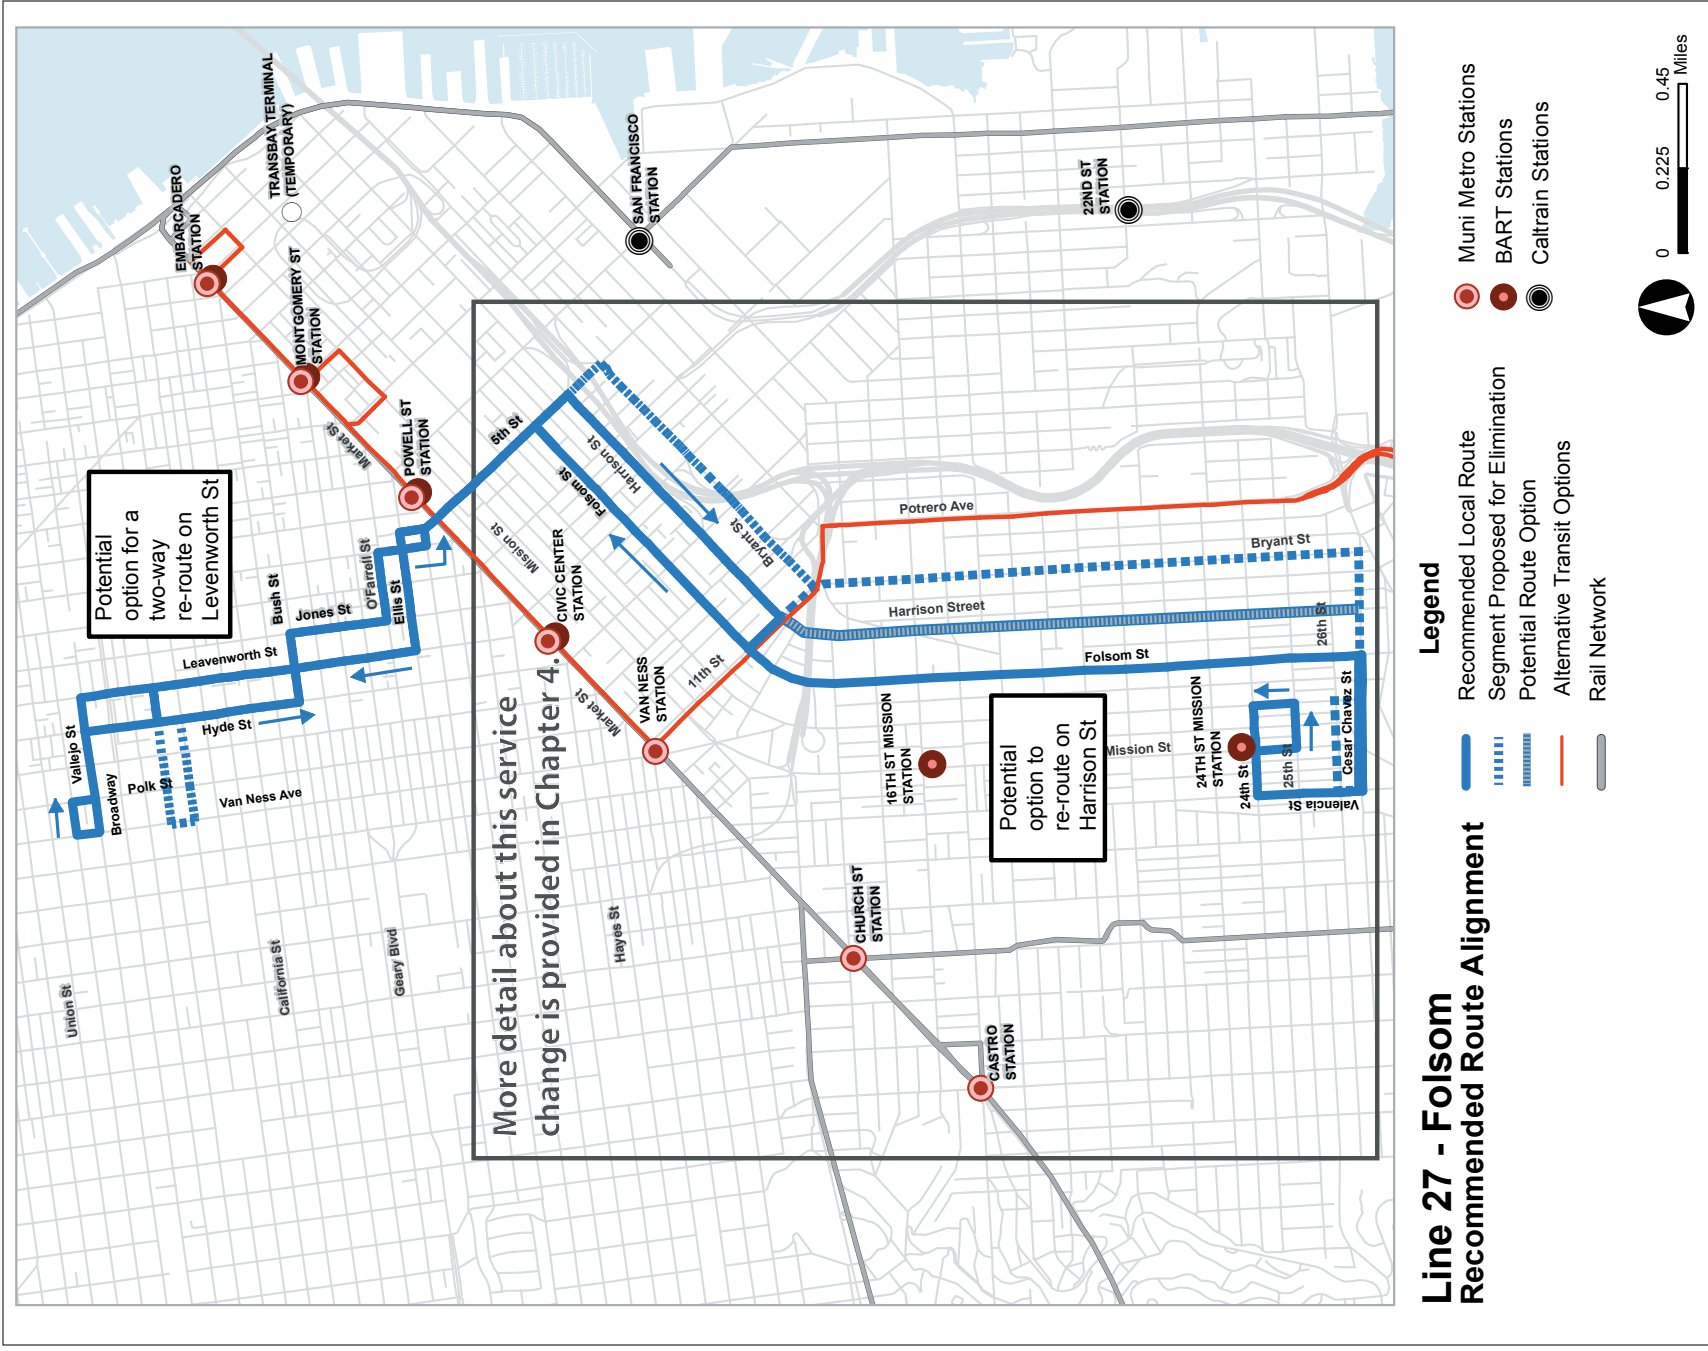 EMBARCADERO
STATION
TRANSBAY TERMINAL
(TEMPORARY)
MONTGOMERY ST
STATION
SAN FRANCISCO
STATION
22ND ST
STATION
POWELL ST
STATION
CIVIC CENTER
STATION
VAN NESS
STATION
16TH ST MISSION
STATION
24TH ST MISSION
STATION
CHURCH ST
STATION
CASTRO
STATION
Potential
option for a
two-way
re-route on
Levenworth St
Potential
option to
re-route on
Harrison St
More detail about this service
change is provided in Chapter 4.
Market St
5th St
Folsom St
Harrison St
Bryant St
Mission St
Market St
11th St
O'Farrell St
Ellis St
Bush St
Jones St
Leavenworth St
Hyde St
Vallejo St
Broadway
Polk St
Van Ness Ave
Union St
California St
Geary Blvd
Hayes St
Potrero Ave
Bryant St
Harrison Street
26th St
Folsom St
Mission St
24th St
25th St
Cesar Chavez St
Valencia St
Line 27 - Folsom
Recommended Route Alignment
Legend
Recommended Local Route
Segment Proposed for Elimination
Potential Route Option
Alternative Transit Options
Rail Network
Muni Metro Stations
BART Stations
Caltrain Stations
0 0.225 0.45
Miles